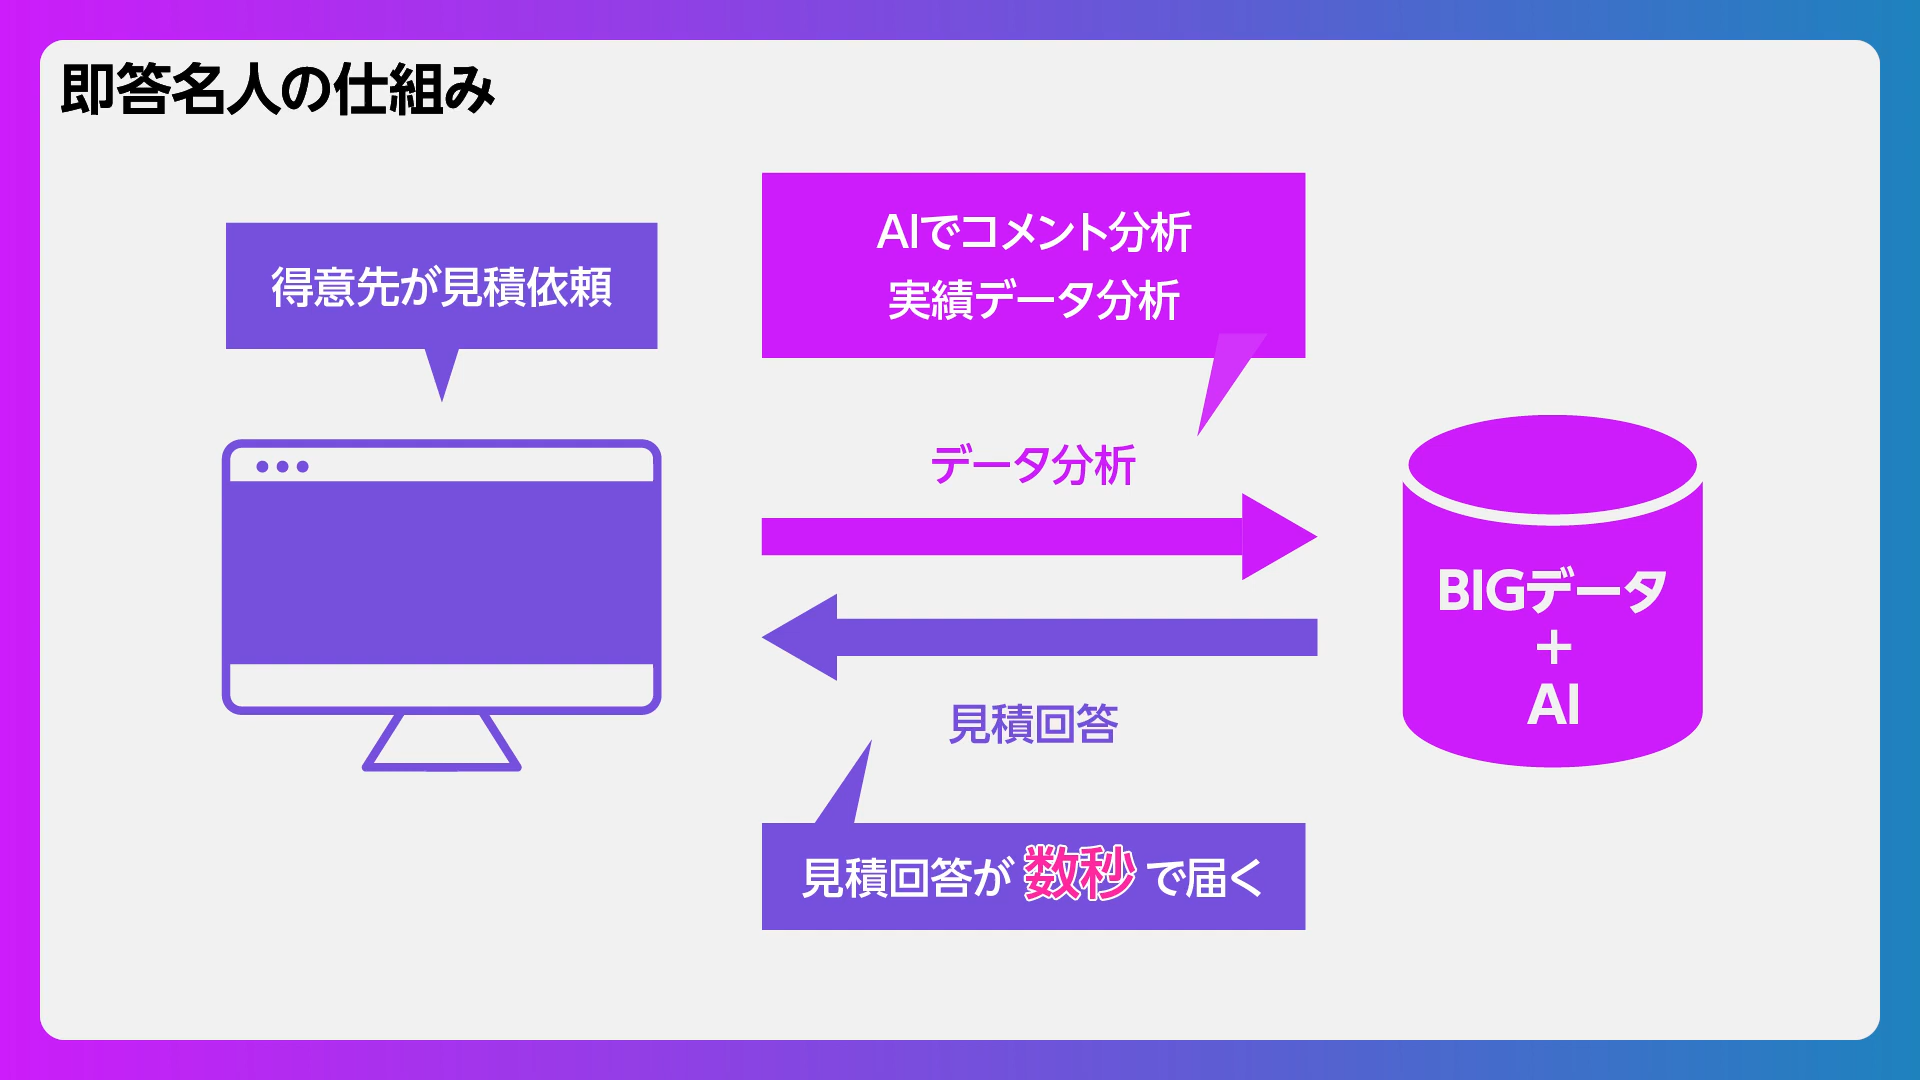 即答名人の仕組み
得意先が見積依頼
AIでコメント分析
実績データ分析
データ分析
BIGデータ
+
AI
見積回答
見積回答が 数秒 で届く